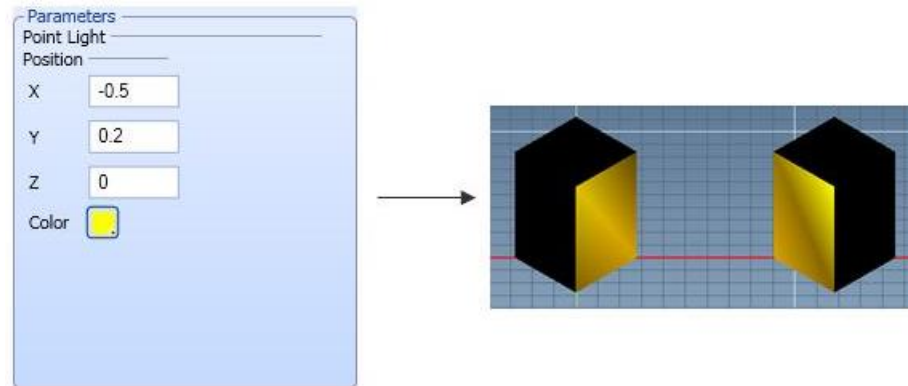 Parameters
Point Light
Position
X -0.5
Y 0.2
Z 0
Color